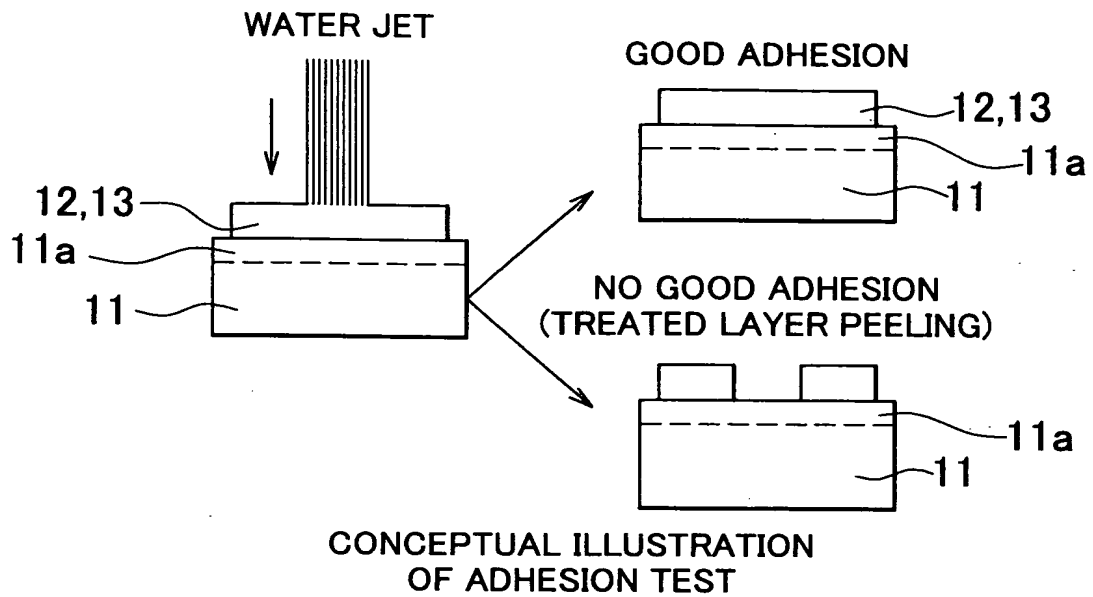 WATER JET
12,13
11a
11
GOOD ADHESION
12,13
11a
11
NO GOOD ADHESION
(TREATED LAYER PEELING)
11a
11
CONCEPTUAL ILLUSTRATION
OF ADHESION TEST